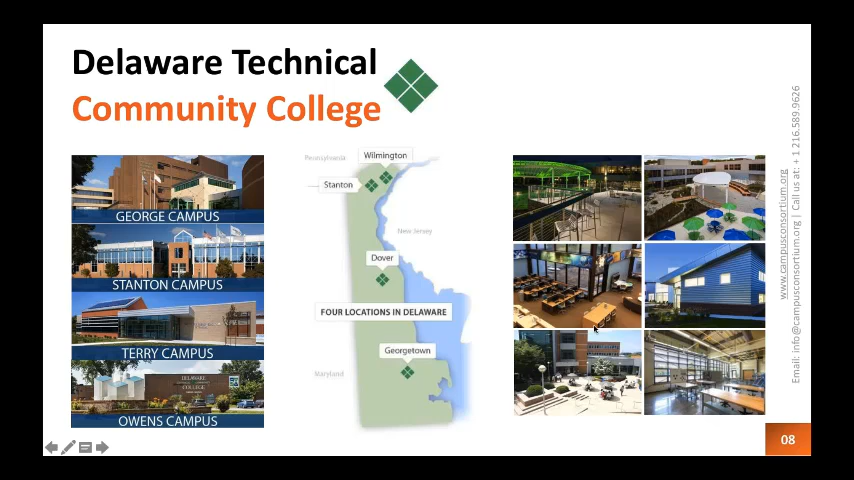 Delaware Technical
Community College
GEORGE CAMPUS
STANTON CAMPUS
TERRY CAMPUS
DELAWARE
COLLEGE
OWENS CAMPUS
Pennsylvania
Wilmington
Stanton
New Jersey
Dover
FOUR LOCATIONS IN DELAWARE
Georgetown
Maryland
www.campusconsortium.org
Email: info@campusconsortium.org | Call us at: + 1 216.589.9626
08